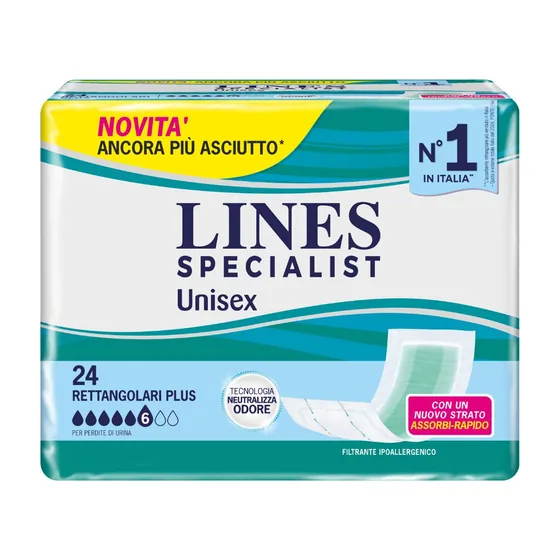 NOVITA'
ANCORA PIÙ ASCIUTTO*
N° 1
IN ITALIA**
LINES
SPECIALIST
Unisex
24
RETTANGOLARI PLUS
6
PER PERDITE DI URINA
TECNOLOGIA
NEUTRALIZZA
ODORE
CON UN
NUOVO STRATO
ASSORBI-RAPIDO
FILTRANTE IPOALLERGENICO